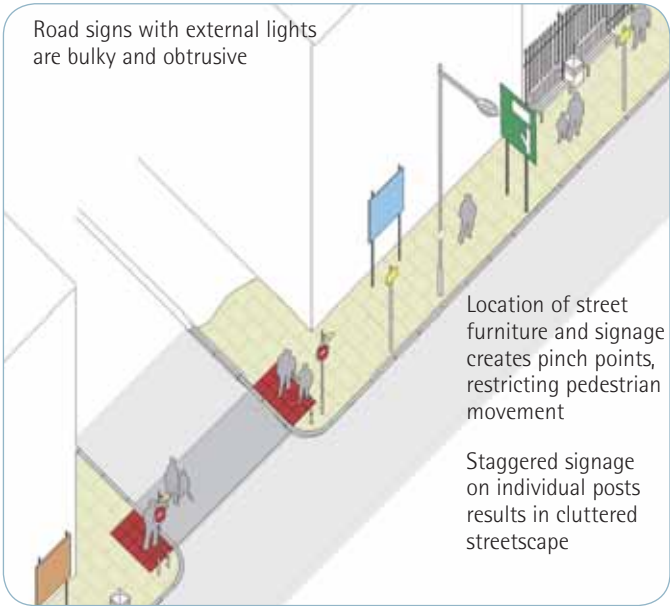 Road signs with external lights
are bulky and obtrusive
Location of street
furniture and signage
creates pinch points,
restricting pedestrian
movement
Staggered signage
on individual posts
results in cluttered
streetscape